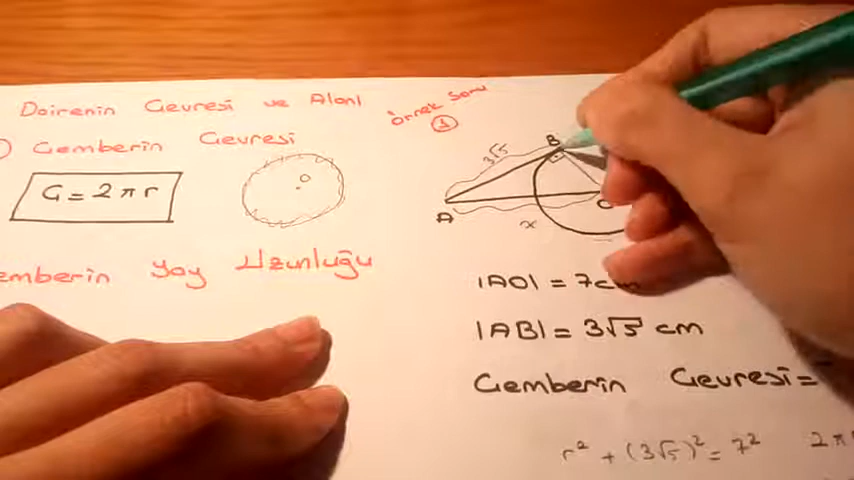 Dairenin Çevresi ve Alanı
Çemberin Çevresi
Ç = 2πr
O
Çemberin Yay Uzunluğu
Örnek Soru
1
B
3√5
A
O
x
|AO| = 7cm
|AB| = 3√5 cm
Çemberin Çevresi =
r² + (3√5)² = 7²
2π